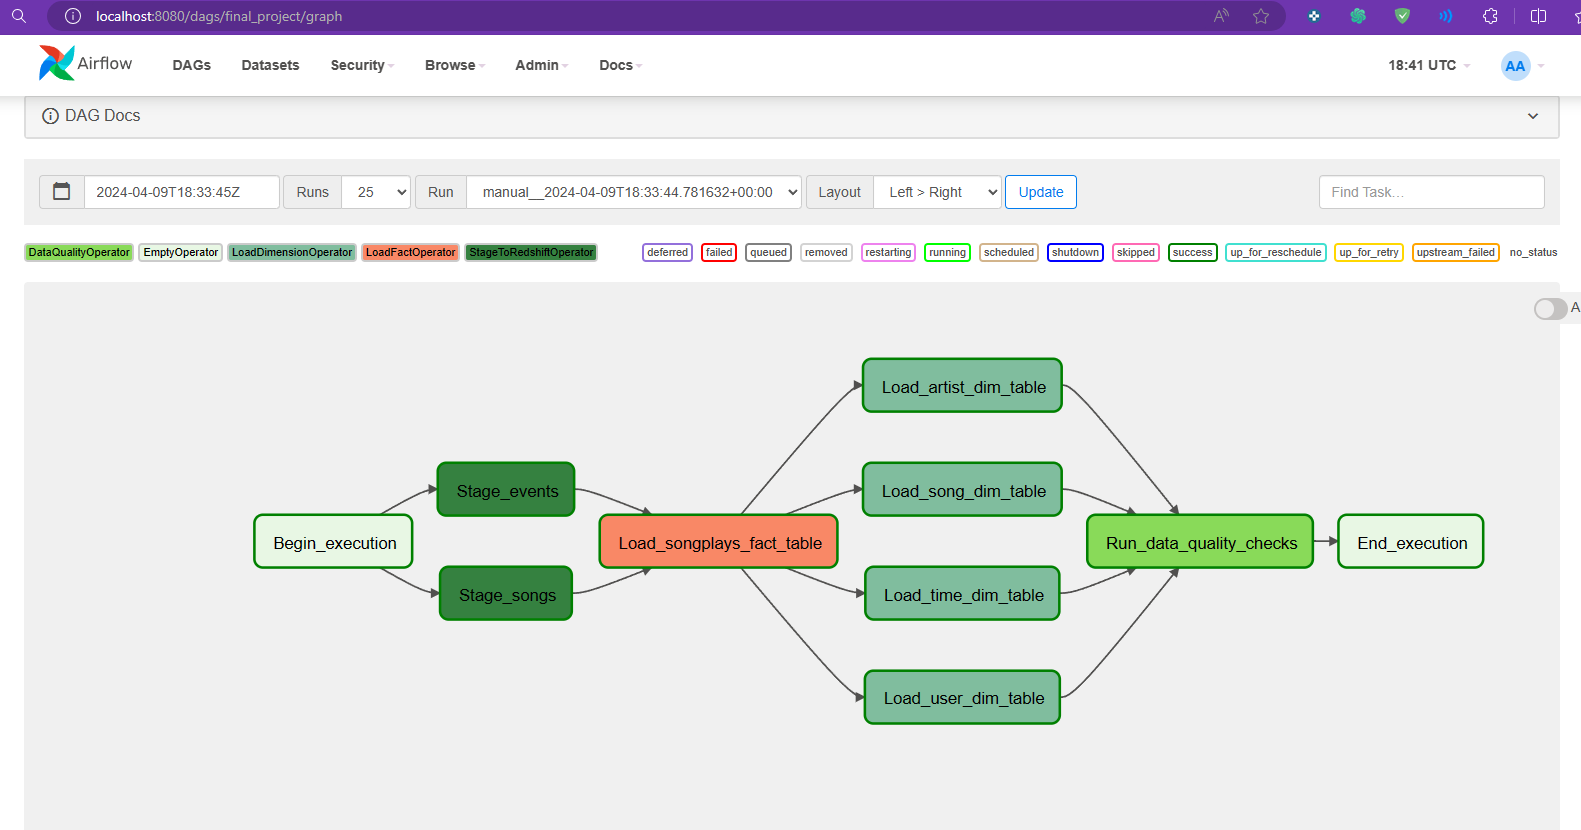 localhost:8080/dags/final_project/graph
Airflow DAGs Datasets Security Browse Admin Docs 18:41 UTC AA
DAG Docs
2024-04-09T18:33:45Z Runs 25 Run manual__2024-04-09T18:33:44.781632+00:00 Layout Left > Right Update Find Task...
DataQualityOperator EmptyOperator LoadDimensionOperator LoadFactOperator StageToRedshiftOperator deferred failed queued removed restarting running scheduled shutdown skipped success up_for_reschedule up_for_retry upstream_failed no_status
A
Load_artist_dim_table
Stage_events Load_song_dim_table
Begin_execution Load_songplays_fact_table Run_data_quality_checks End_execution
Stage_songs Load_time_dim_table
Load_user_dim_table